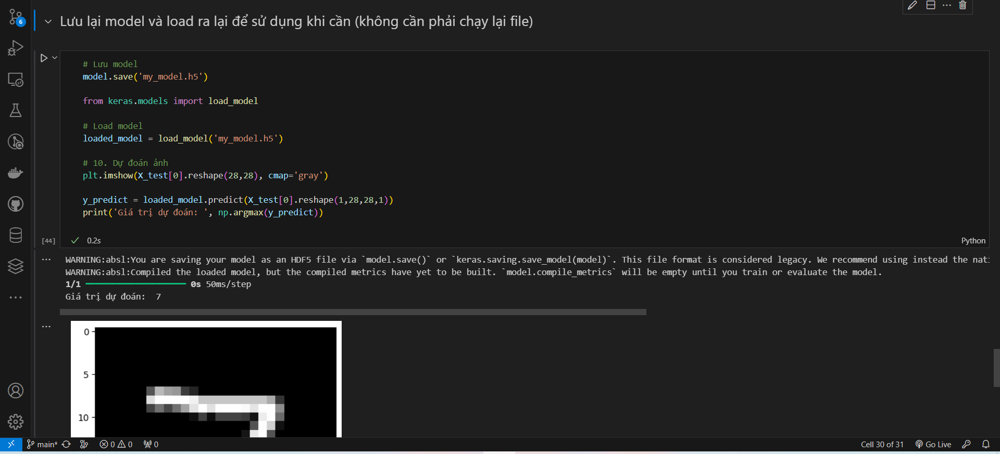 6
Lưu lại model và load ra lại để sử dụng khi cần (không cần phải chạy lại file)
# Lưu model
model.save('my_model.h5')
from keras.models import load_model
# Load model
loaded_model = load_model('my_model.h5')
# 10. Dự đoán ảnh
plt.imshow(X_test[0].reshape(28,28), cmap='gray')
y_predict = loaded_model.predict(X_test[0].reshape(1,28,28,1))
print('Giá trị dự đoán: ', np.argmax(y_predict))
[44] 0.2s Python
WARNING:absl:You are saving your model as an HDF5 file via `model.save()` or `keras.saving.save_model(model)`. This file format is considered legacy. We recommend using instead the nati
WARNING:absl:Compiled the loaded model, but the compiled metrics have yet to be built. `model.compile_metrics` will be empty until you train or evaluate the model.
1/1 0s 50ms/step
Giá trị dự đoán:  7
0
5
10
main* 0 0 0 Cell 30 of 31 Go Live